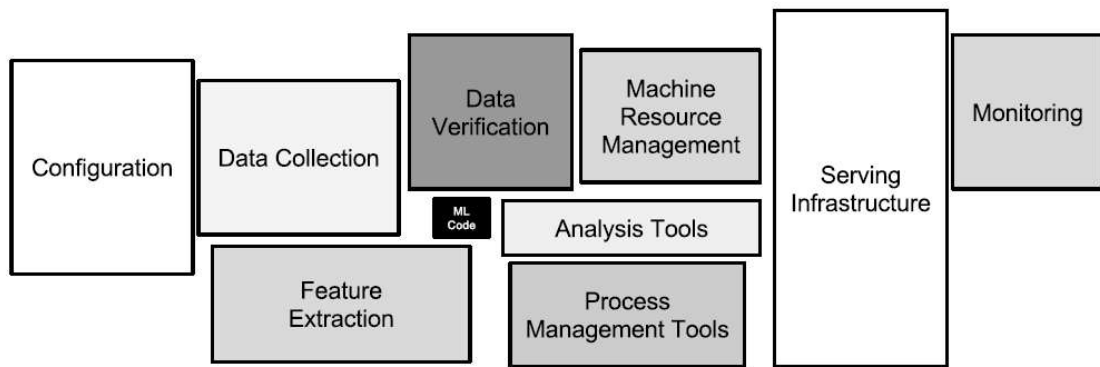 Configuration
Data Collection
Data
Verification
Machine
Resource
Management
Serving
Infrastructure
Monitoring
ML
Code
Analysis Tools
Feature
Extraction
Process
Management Tools